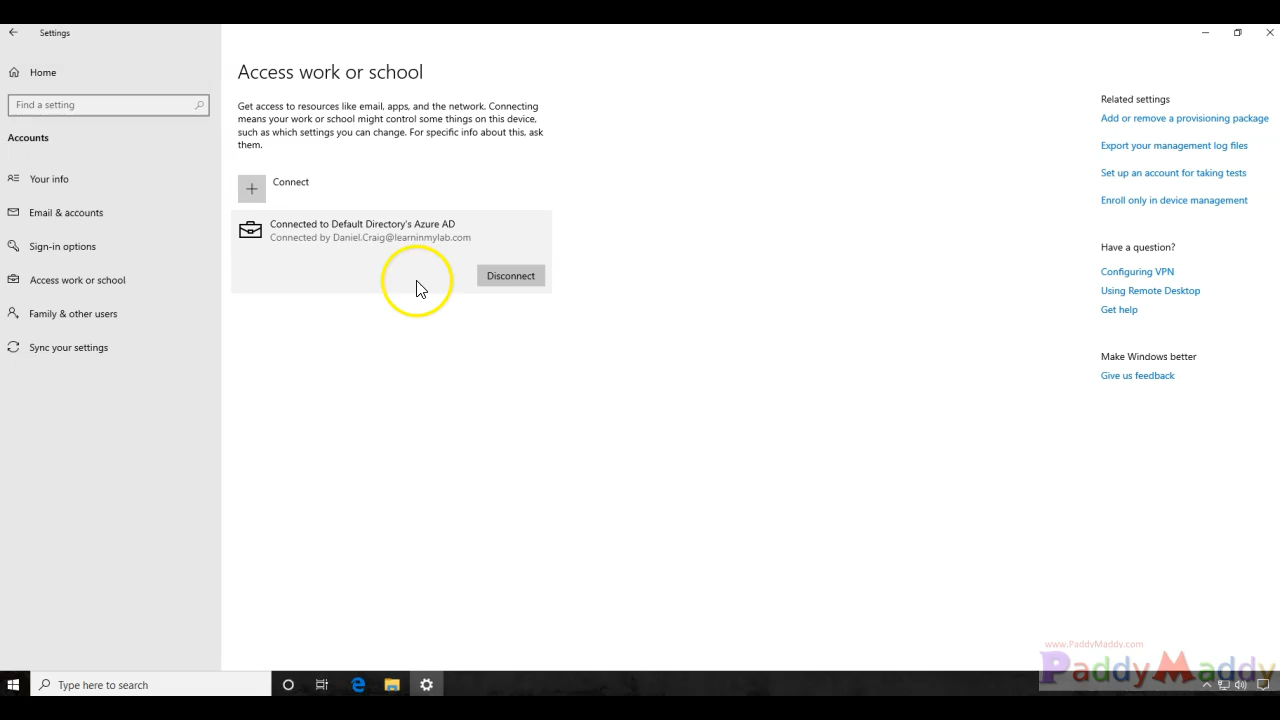 Settings
Home
Find a setting
Accounts
Your info
Email & accounts
Sign-in options
Access work or school
Family & other users
Sync your settings
Access work or school
Get access to resources like email, apps, and the network. Connecting
means your work or school might control some things on this device,
such as which settings you can change. For specific info about this, ask
them.
Connect
Connected to Default Directory's Azure AD
Connected by Daniel.Craig@learninmylab.com
Disconnect
Related settings
Add or remove a provisioning package
Export your management log files
Set up an account for taking tests
Enroll only in device management
Have a question?
Configuring VPN
Using Remote Desktop
Get help
Make Windows better
Give us feedback
www.PaddyMaddy.com
PaddyMaddy
Type here to search